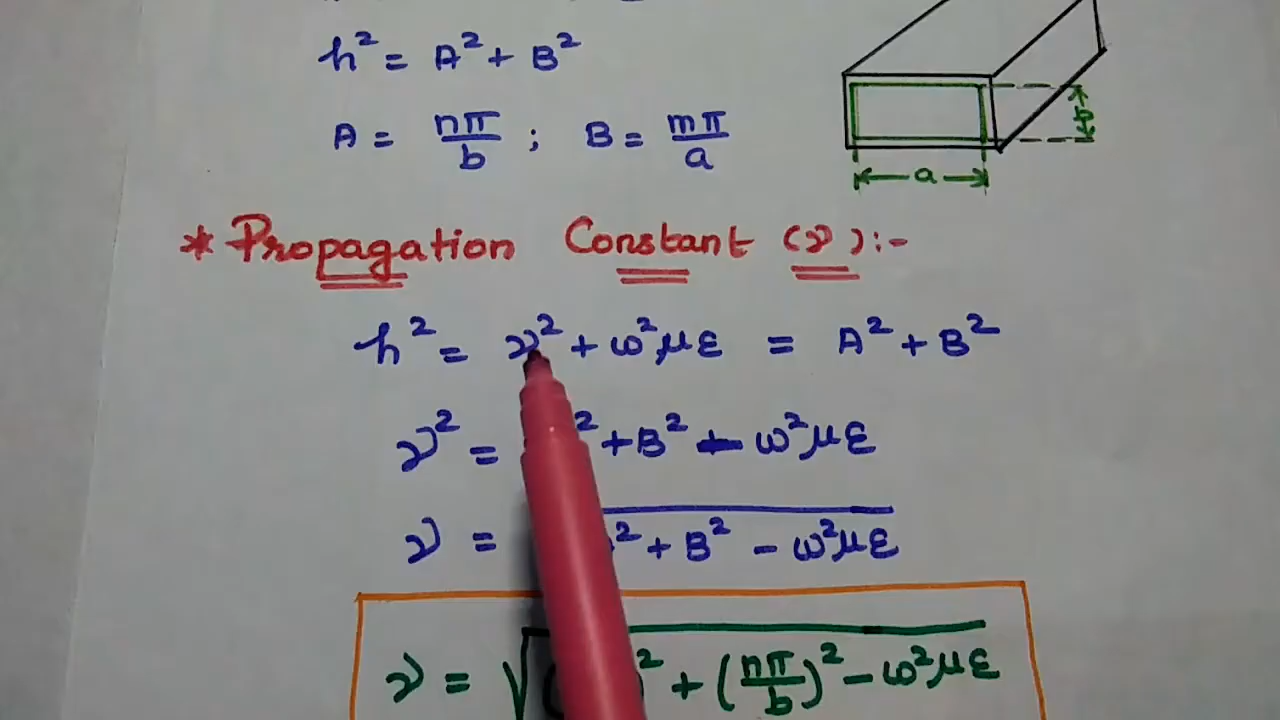 h² = A² + B²
A = nπ/b ; B = mπ/a
b
a
* Propagation Constant (γ) :-
h² = γ² + ω²με = A² + B²
γ² = ² + B² - ω²με
γ = ² + B² - ω²με
γ = √( )² + (nπ/b)² - ω²με